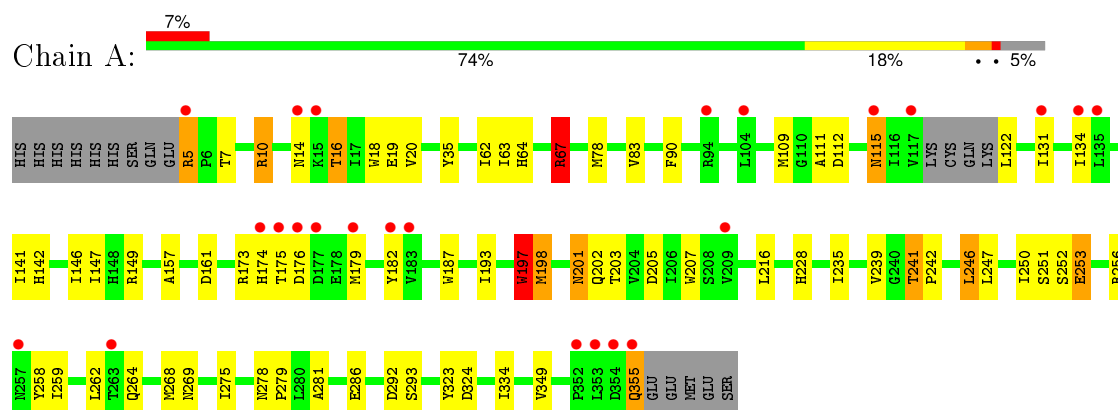 7%
Chain A:
74% 18% • • 5%
HIS HIS HIS HIS HIS HIS SER GLN GLU R5 P6 T7 R10 N14 K15 T16 I17 W18 E19 V20 Y35 I62 I63 H64 R67 M78 V83 F90 R94 L104 M109 G110 A111 D112 N115 I116 V117 LYS CYS GLN LYS L122 I131 I134 L135
I141 H142 I146 I147 H148 R149 A157 D161 R173 H174 T175 D176 D177 E178 M179 Y182 V183 W187 I193 W197 M198 N201 Q202 T203 V204 D205 I206 W207 S208 V209 L216 H228 I235 V239 G240 T241 P242 L246 L247 I250 S251 S252 E253 R256
N257 Y258 I259 L262 T263 Q264 M268 N269 I275 N278 P279 L280 A281 E286 D292 S293 Y323 D324 I334 V349 P352 L353 D354 Q355 GLU GLU MET GLU SER